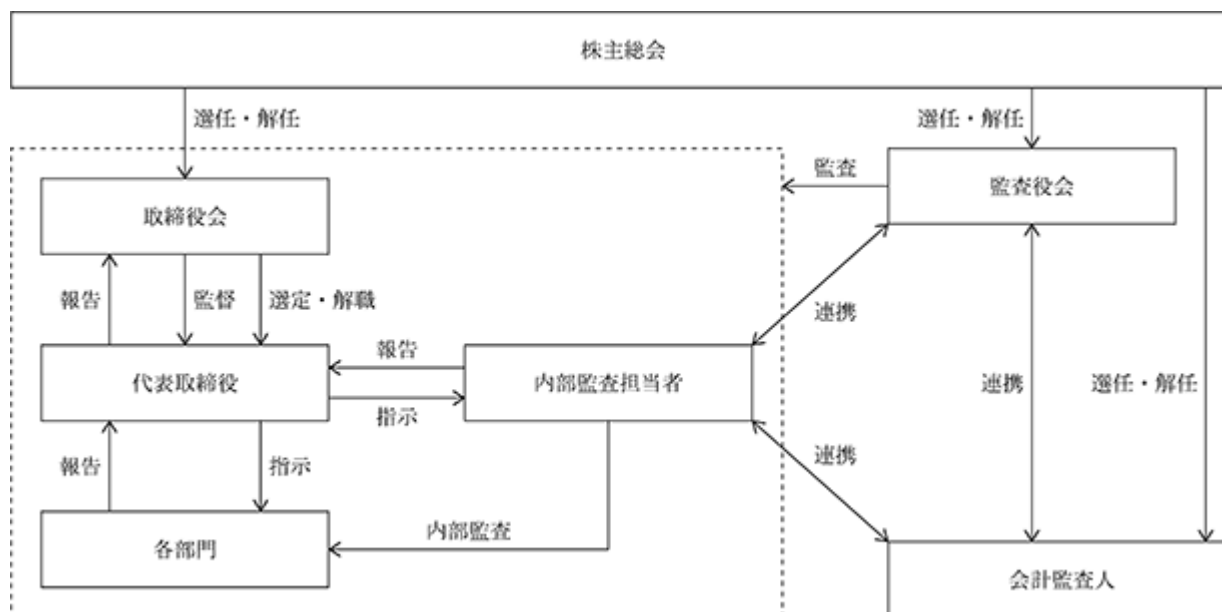 株主総会
選任・解任
選任・解任
監査
監査役会
取締役会
報告
監督
選定・解職
連携
代表取締役
報告
内部監査担当者
指示
連携
選任・解任
報告
指示
連携
内部監査
各部門
会計監査人